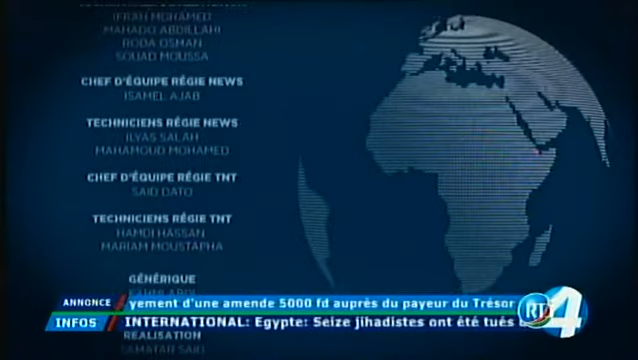 IFRAH MOHAMED
MAHADO ABDILLAHI
RODA OSMAN
SOUAD MOUSSA
CHEF D'ÉQUIPE RÉGIE NEWS
ISAMEL AJAB
TECHNICIENS RÉGIE NEWS
ILYAS SALAH
MAHAMOUD MOHAMED
CHEF D'ÉQUIPE RÉGIE TNT
SAID DATO
TECHNICIENS RÉGIE TNT
HAMDI HASSAN
MARIAM MOUSTAPHA
GÉNÉRIQUE
ANNONCE yement d'une amende 5000 fd auprès du payeur du Trésor
INFOS INTERNATIONAL: Egypte: Seize jihadistes ont été tués
RT 4
REALISATION